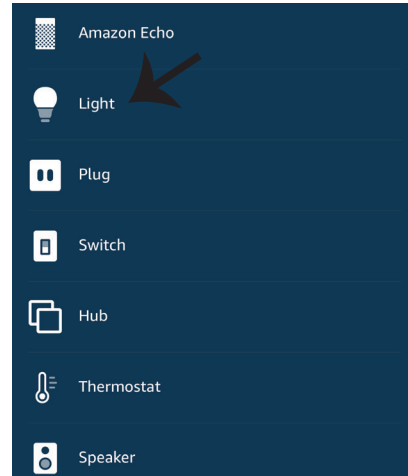 Amazon Echo
Light
Plug
Switch
Hub
Thermostat
Speaker